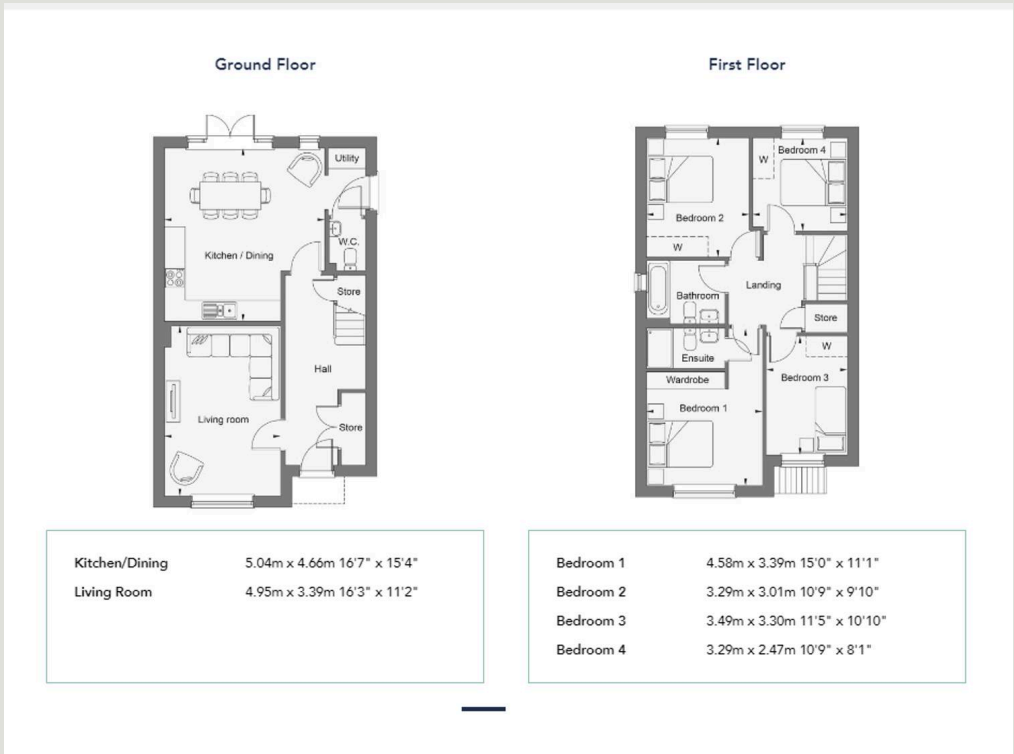 Ground Floor
Utility
W.C.
Kitchen / Dining
Store
Hall
Living room
Store
Kitchen/Dining 5.04m x 4.66m 16'7" x 15'4"
Living Room 4.95m x 3.39m 16'3" x 11'2"
First Floor
Bedroom 4
W
Bedroom 2
W
Landing
Bathroom
Store
W
Ensuite
Bedroom 3
Wardrobe
Bedroom 1
Bedroom 1 4.58m x 3.39m 15'0" x 11'1"
Bedroom 2 3.29m x 3.01m 10'9" x 9'10"
Bedroom 3 3.49m x 3.30m 11'5" x 10'10"
Bedroom 4 3.29m x 2.47m 10'9" x 8'1"